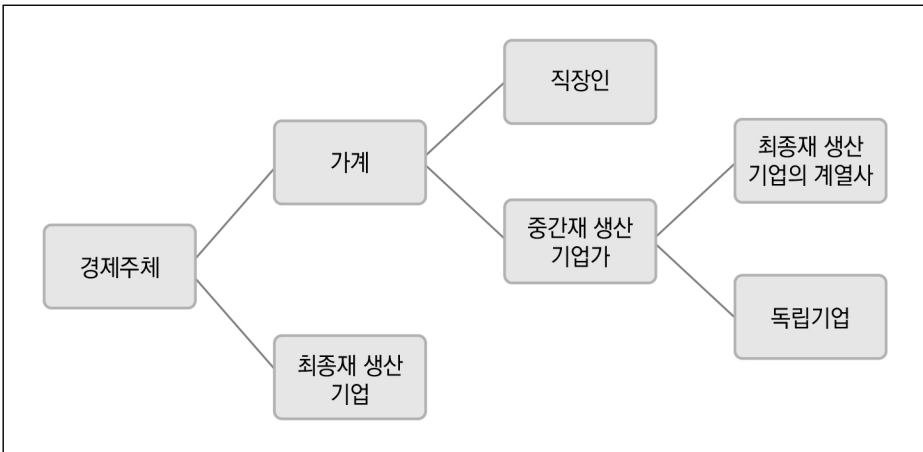 직장인
가계
최종재 생산
기업의 계열사
중간재 생산
기업가
경제주체
독립기업
최종재 생산
기업